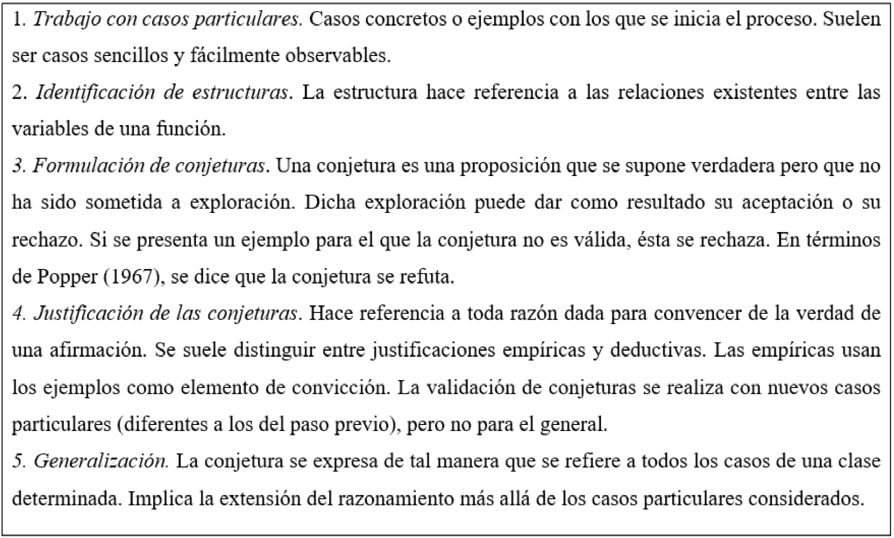 1. Trabajo con casos particulares. Casos concretos o ejemplos con los que se inicia el proceso. Suelen
ser casos sencillos y fácilmente observables.
2. Identificación de estructuras. La estructura hace referencia a las relaciones existentes entre las
variables de una función.
3. Formulación de conjeturas. Una conjetura es una proposición que se supone verdadera pero que no
ha sido sometida a exploración. Dicha exploración puede dar como resultado su aceptación o su
rechazo. Si se presenta un ejemplo para el que la conjetura no es válida, ésta se rechaza. En términos
de Popper (1967), se dice que la conjetura se refuta.
4. Justificación de las conjeturas. Hace referencia a toda razón dada para convencer de la verdad de
una afirmación. Se suele distinguir entre justificaciones empíricas y deductivas. Las empíricas usan
los ejemplos como elemento de convicción. La validación de conjeturas se realiza con nuevos casos
particulares (diferentes a los del paso previo), pero no para el general.
5. Generalización. La conjetura se expresa de tal manera que se refiere a todos los casos de una clase
determinada. Implica la extensión del razonamiento más allá de los casos particulares considerados.